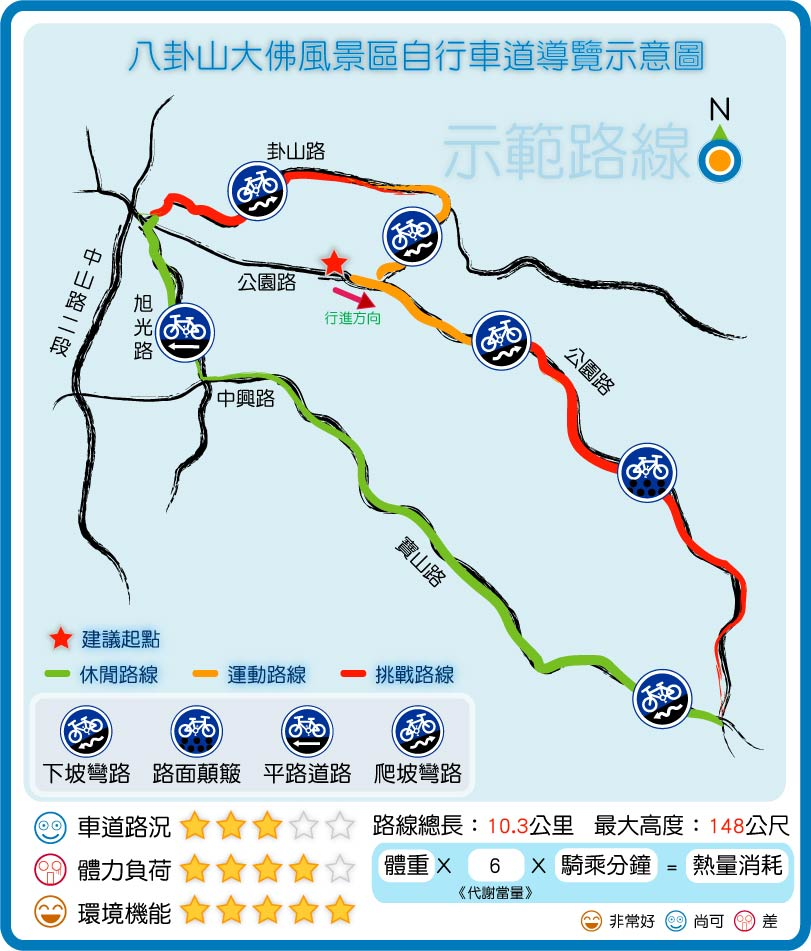 八卦山大佛風景區自行車道導覽示意圖
N
示範路線
卦山路
中山路二段
旭光路
公園路
行進方向
公園路
中興路
寶山路
建議起點
休閒路線 運動路線 挑戰路線
下坡彎路 路面顛簸 平路道路 爬坡彎路
車道路況
體力負荷
環境機能
路線總長：10.3公里 最大高度：148公尺
體重 X 6 X 騎乘分鐘 = 熱量消耗
《代謝當量》
非常好 尚可 差